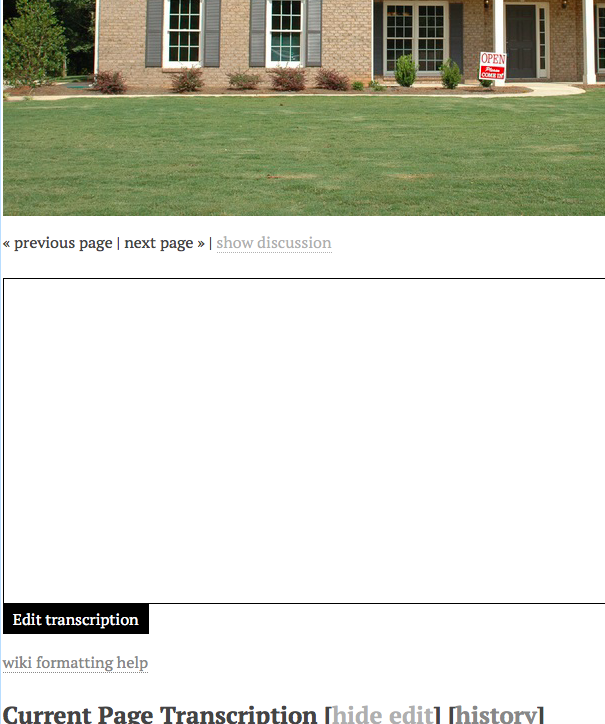 OPEN
Please
COME IN!
« previous page | next page » | show discussion
Edit transcription
wiki formatting help
Current Page Transcription [hide edit] [history]